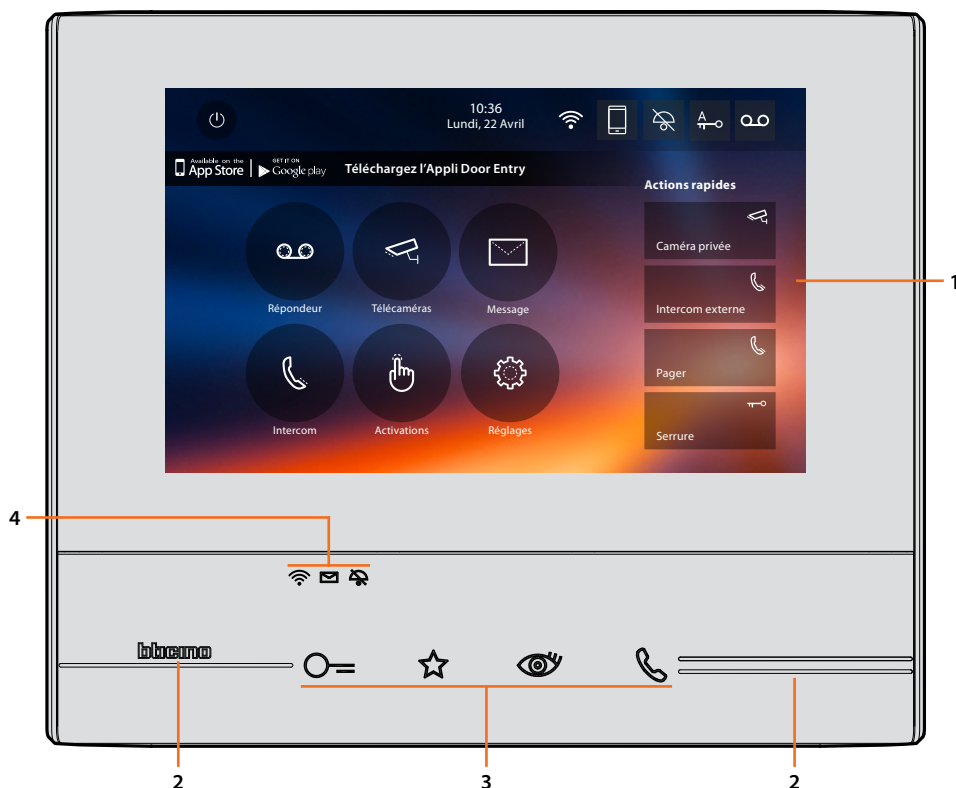 10:36
Lundi, 22 Avril
A
Available on the
App Store
GET IT ON
Google play
Téléchargez l'Appli Door Entry
Actions rapides
Caméra privée
Répondeur
Télécaméras
Message
Intercom externe
1
Pager
Intercom
Activations
Réglages
Serrure
4
bticino
2
3
2